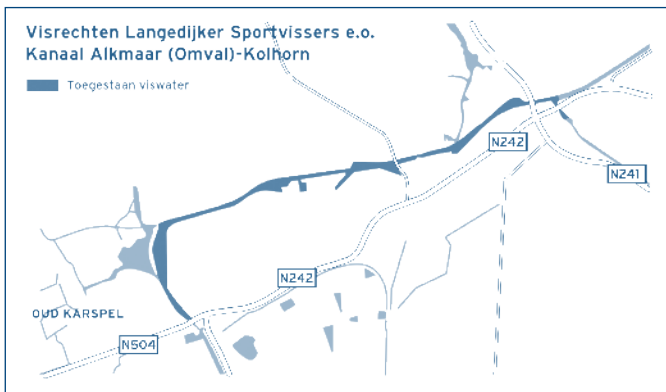 Visrechten Langedijker Sportvissers e.o.
Kanaal Alkmaar (Omval)-Kolhorn
Toegestaan viswater
N242
N241
N242
OUD KARSPEL
N504